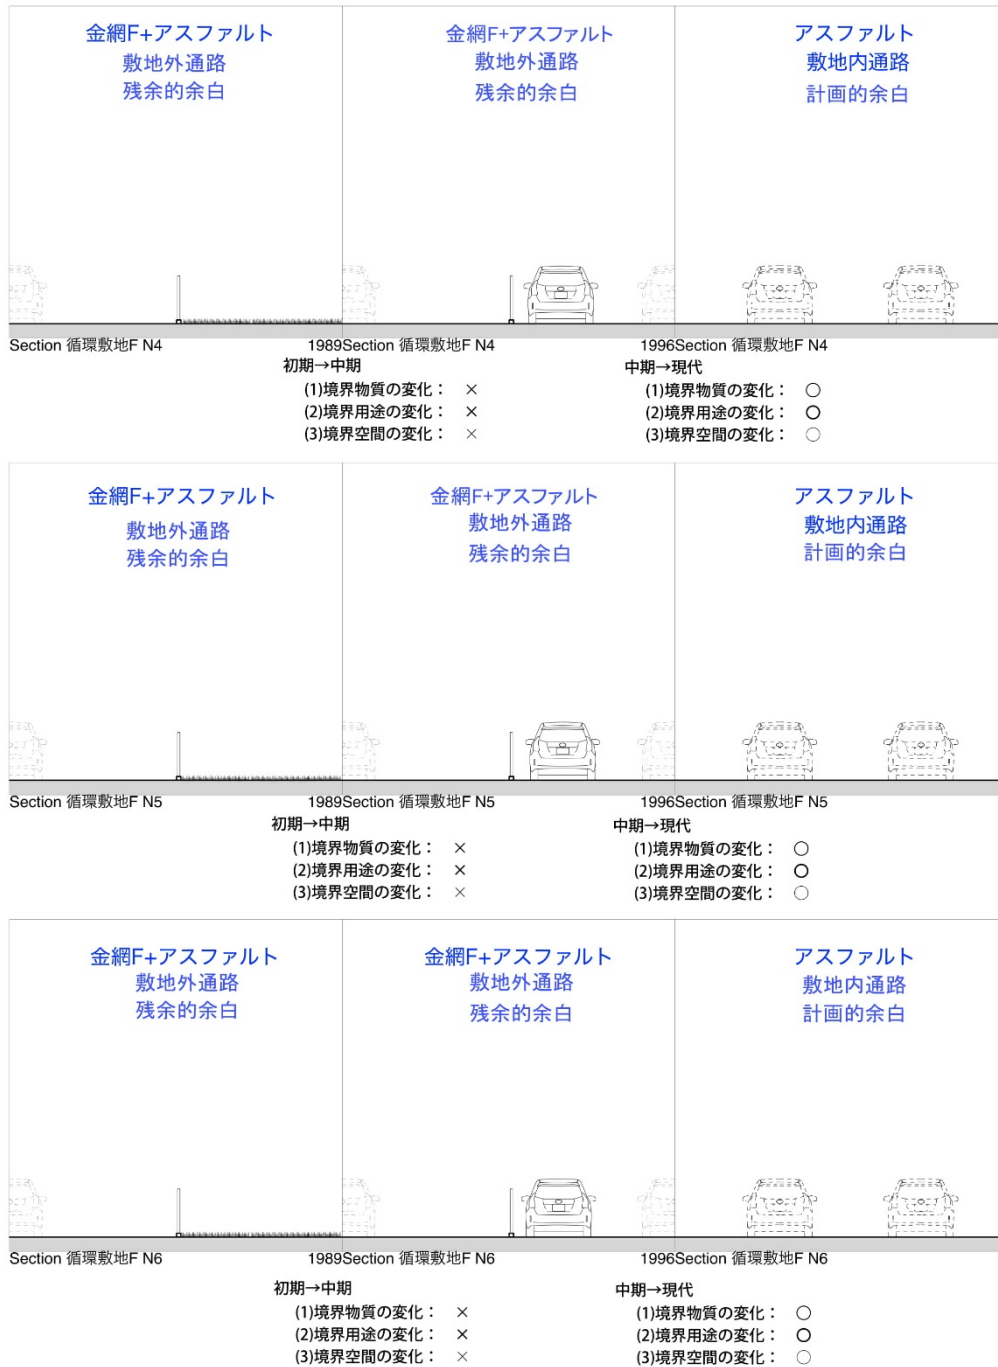 金網F+アスファルト
敷地外通路
残余的余白
金網F+アスファルト
敷地外通路
残余的余白
アスファルト
敷地内通路
計画的余白
Section 循環敷地F N4
1989Section 循環敷地F N4
1996Section 循環敷地F N4
初期→中期
(1)境界物質の変化： ×
(2)境界用途の変化： ×
(3)境界空間の変化： ×
中期→現代
(1)境界物質の変化： ○
(2)境界用途の変化： ○
(3)境界空間の変化： ○
金網F+アスファルト
敷地外通路
残余的余白
金網F+アスファルト
敷地外通路
残余的余白
アスファルト
敷地内通路
計画的余白
Section 循環敷地F N5
1989Section 循環敷地F N5
1996Section 循環敷地F N5
初期→中期
(1)境界物質の変化： ×
(2)境界用途の変化： ×
(3)境界空間の変化： ×
中期→現代
(1)境界物質の変化： ○
(2)境界用途の変化： ○
(3)境界空間の変化： ○
金網F+アスファルト
敷地外通路
残余的余白
金網F+アスファルト
敷地外通路
残余的余白
アスファルト
敷地内通路
計画的余白
Section 循環敷地F N6
1989Section 循環敷地F N6
1996Section 循環敷地F N6
初期→中期
(1)境界物質の変化： ×
(2)境界用途の変化： ×
(3)境界空間の変化： ×
中期→現代
(1)境界物質の変化： ○
(2)境界用途の変化： ○
(3)境界空間の変化： ○